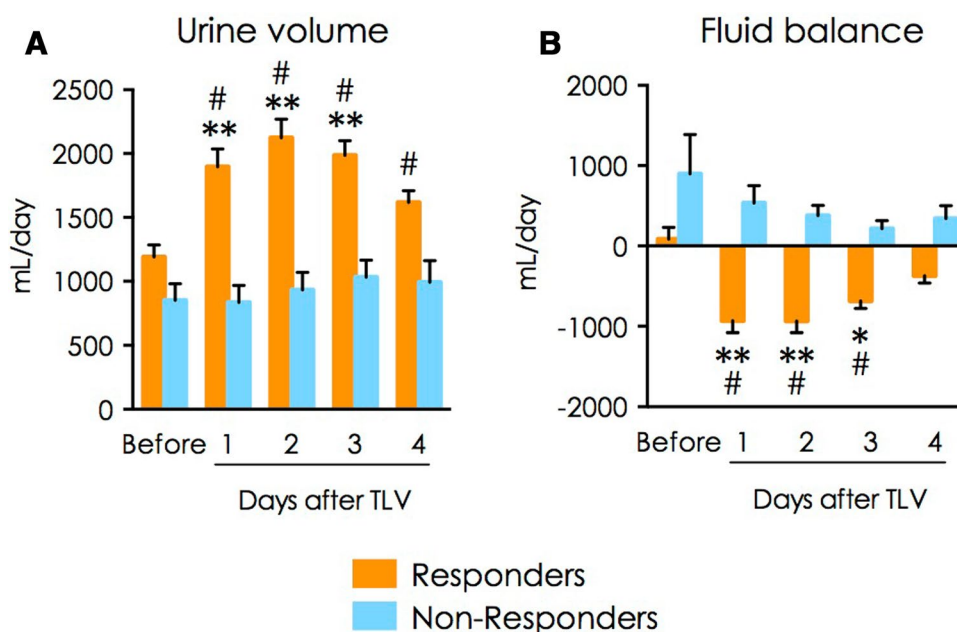 A
Urine volume
mL/day
2500
2000
1500
1000
500
0
#
**
#
**
#
**
#
Before
1
2
3
4
Days after TLV
B
Fluid balance
mL/day
2000
1000
0
-1000
-2000
**
#
**
#
*
#
Before
1
2
3
4
Days after TLV
Responders
Non-Responders